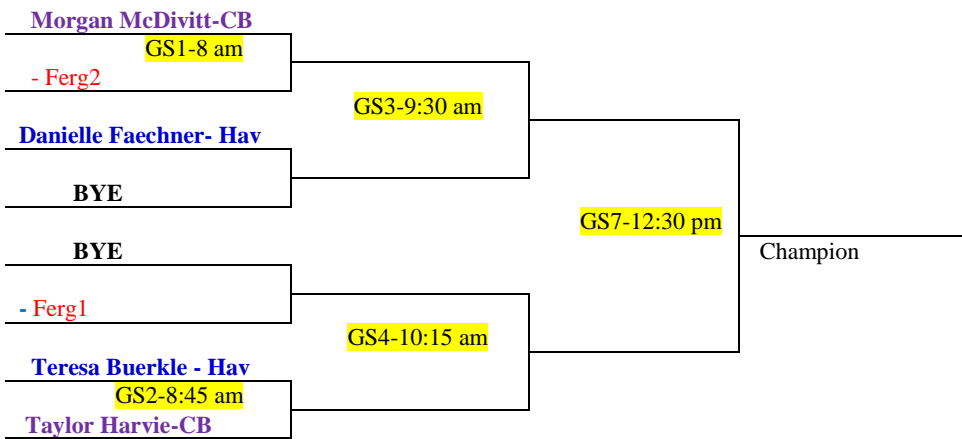 Morgan McDivitt-CB
GS1-8 am
- Ferg2
GS3-9:30 am
Danielle Faechner- Hav
BYE
GS7-12:30 pm
BYE
Champion
- Ferg1
GS4-10:15 am
Teresa Buerkle - Hav
GS2-8:45 am
Taylor Harvie-CB